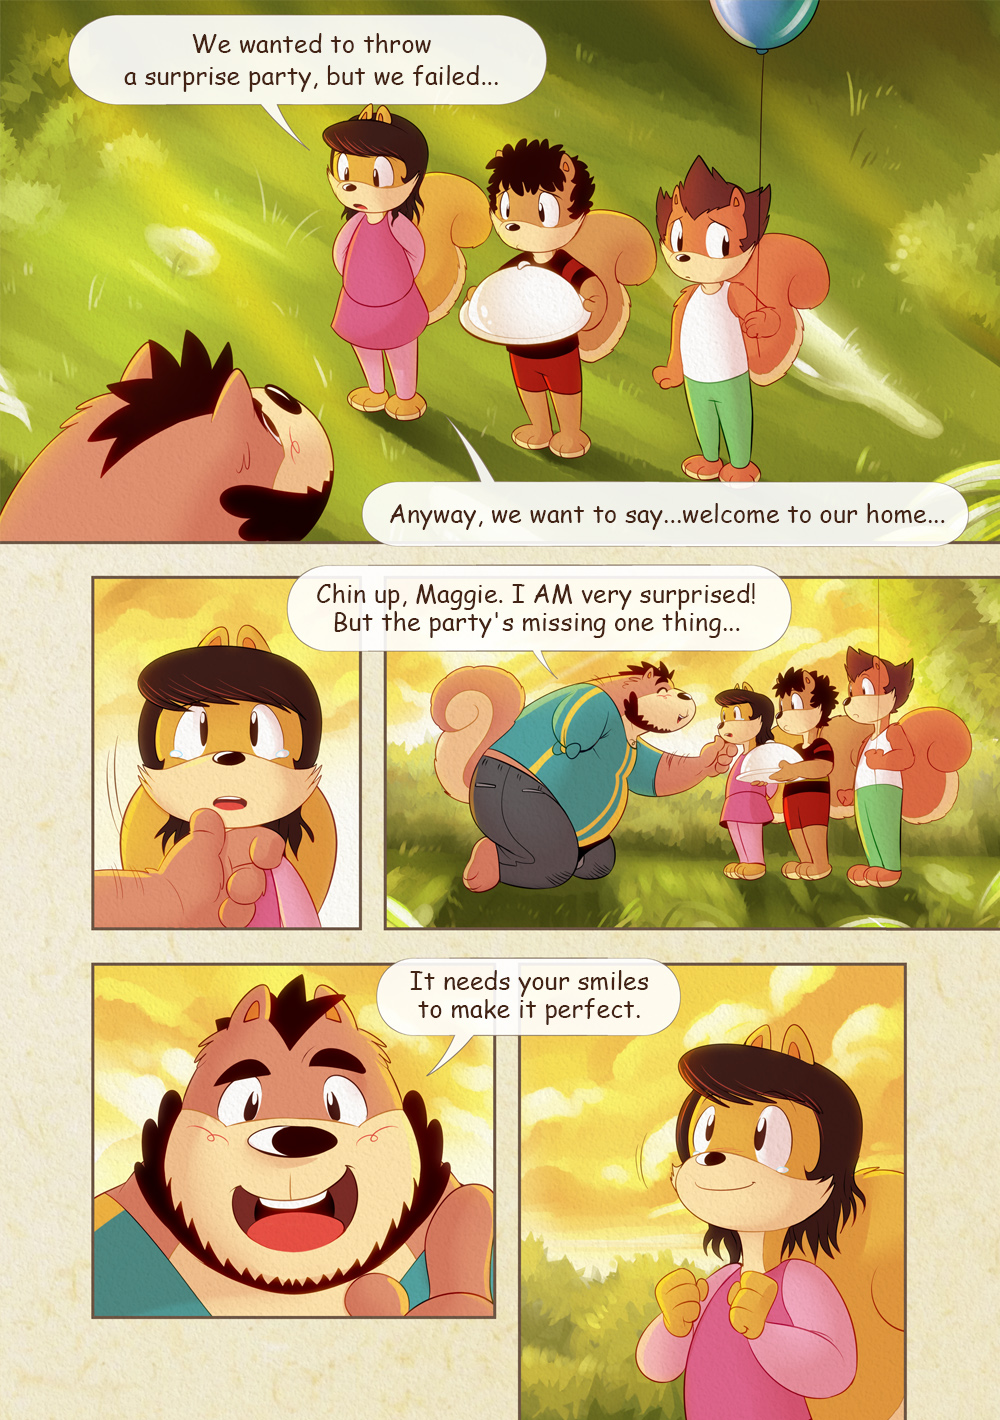 We wanted to throw
a surprise party, but we failed...
Anyway, we want to say...welcome to our home...
Chin up, Maggie. I AM very surprised!
But the party's missing one thing...
It needs your smiles
to make it perfect.